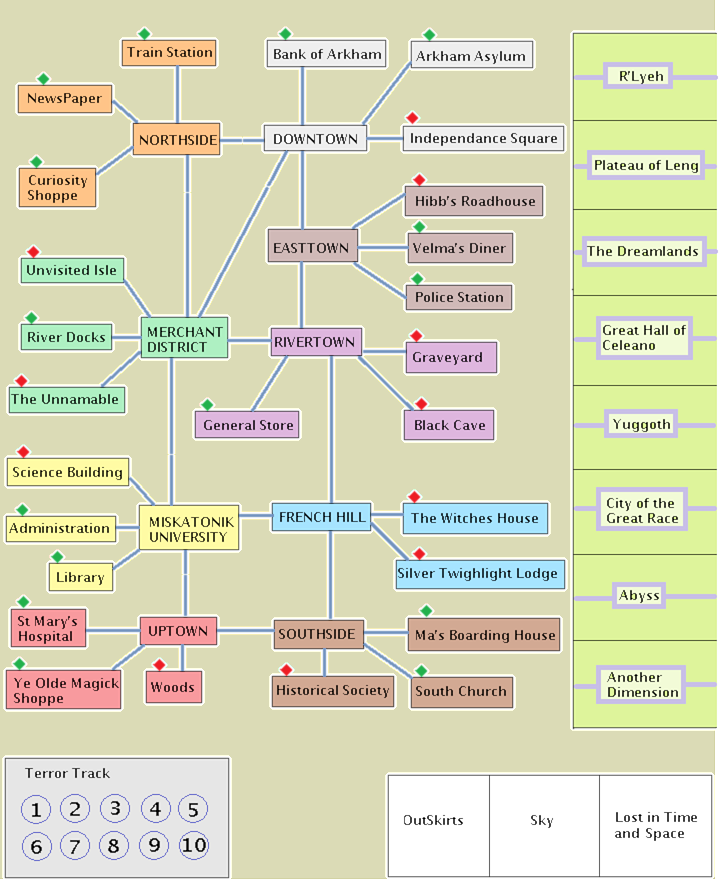 Train Station
Bank of Arkham
Arkham Asylum
NewsPaper
NORTHSIDE
DOWNTOWN
Independance Square
Curiosity
Shoppe
Hibb's Roadhouse
EASTTOWN
Velma's Diner
Unvisited Isle
Police Station
River Docks
MERCHANT
DISTRICT
RIVERTOWN
Graveyard
The Unnamable
General Store
Black Cave
Science Building
Administration
MISKATONIK
UNIVERSITY
FRENCH HILL
The Witches House
Library
Silver Twighlight Lodge
St Mary's
Hospital
UPTOWN
SOUTHSIDE
Ma's Boarding House
Ye Olde Magick
Shoppe
Woods
Historical Society
South Church
R'Lyeh
Plateau of Leng
The Dreamlands
Great Hall of
Celeano
Yuggoth
City of the
Great Race
Abyss
Another
Dimension
Terror Track
1 2 3 4 5
6 7 8 9 10
OutSkirts
Sky
Lost in Time
and Space